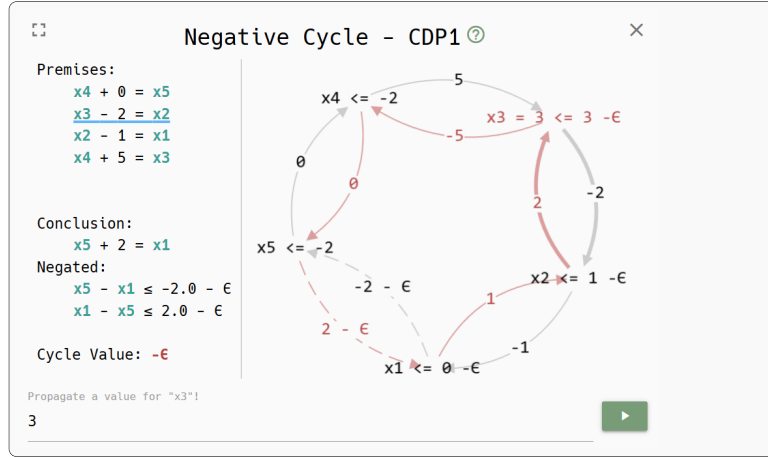 Negative Cycle - CDP1
Premises:
x4 + 0 = x5
x3 - 2 = x2
x2 - 1 = x1
x4 + 5 = x3
Conclusion:
x5 + 2 = x1
Negated:
x5 - x1 ≤ -2.0 - Є
x1 - x5 ≤ 2.0 - Є
Cycle Value: -Є
5
x4 <= -2
x3 = 3 <= 3 -Є
-5
0
0
-2
2
x5 <= -2
x2 <= 1 -Є
-2 - Є
1
2 - Є
-1
x1 <= 0 -Є
Propagate a value for "x3"!
3